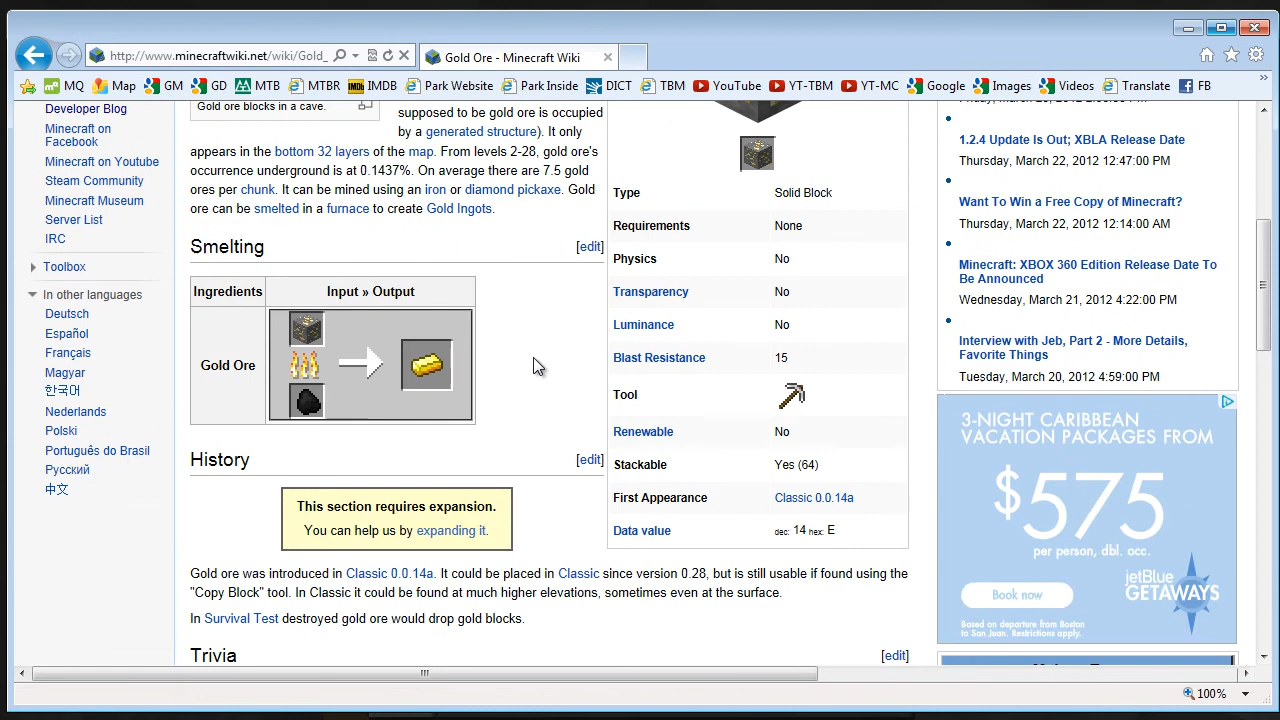 http://www.minecraftwiki.net/wiki/Gold_
Gold Ore - Minecraft Wiki
MQ Map GM GD MTB MTBR IMDB Park Website Park Inside DICT TBM YouTube YT-TBM YT-MC Google Images Videos Translate FB
Developer Blog
Minecraft on
Facebook
Minecraft on Youtube
Steam Community
Minecraft Museum
Server List
IRC
Toolbox
In other languages
Deutsch
Español
Français
Magyar
한국어
Nederlands
Polski
Português do Brasil
Русский
中文
Gold ore blocks in a cave.
supposed to be gold ore is occupied
by a generated structure). It only
appears in the bottom 32 layers of the map. From levels 2-28, gold ore's
occurrence underground is at 0.1437%. On average there are 7.5 gold
ores per chunk. It can be mined using an iron or diamond pickaxe. Gold
ore can be smelted in a furnace to create Gold Ingots.
Smelting [edit]
Ingredients Input » Output
Gold Ore
History [edit]
This section requires expansion.
You can help us by expanding it.
Gold ore was introduced in Classic 0.0.14a. It could be placed in Classic since version 0.28, but is still usable if found using the
"Copy Block" tool. In Classic it could be found at much higher elevations, sometimes even at the surface.
In Survival Test destroyed gold ore would drop gold blocks.
Trivia [edit]
Type Solid Block
Requirements None
Physics No
Transparency No
Luminance No
Blast Resistance 15
Tool
Renewable No
Stackable Yes (64)
First Appearance Classic 0.0.14a
Data value dec: 14 hex: E
1.2.4 Update Is Out; XBLA Release Date
Thursday, March 22, 2012 12:47:00 PM
Want To Win a Free Copy of Minecraft?
Thursday, March 22, 2012 12:14:00 AM
Minecraft: XBOX 360 Edition Release Date To
Be Announced
Wednesday, March 21, 2012 4:22:00 PM
Interview with Jeb, Part 2 - More Details,
Favorite Things
Tuesday, March 20, 2012 4:59:00 PM
3-NIGHT CARIBBEAN
VACATION PACKAGES FROM
$575
per person, dbl. occ.
Book now
jetBlue
GETAWAYS
Based on departure from Boston
to San Juan. Restrictions apply.
100%